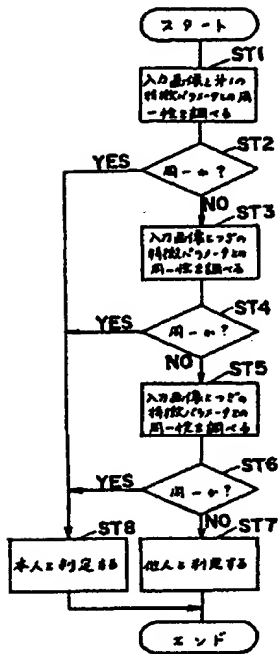 スタート
ST1
入力画像と第1の
特徴パラメータとの同
一性を調べる
ST2
YES
同一か?
NO
ST3
入力画像とつぎの
特徴パラメータとの
同一性を調べる
ST4
YES
同一か?
NO
ST5
入力画像とつぎの
特徴パラメータとの
同一性を調べる
ST6
YES
同一か?
NO
ST7
ST8
本人と判定する
他人と判定する
エンド